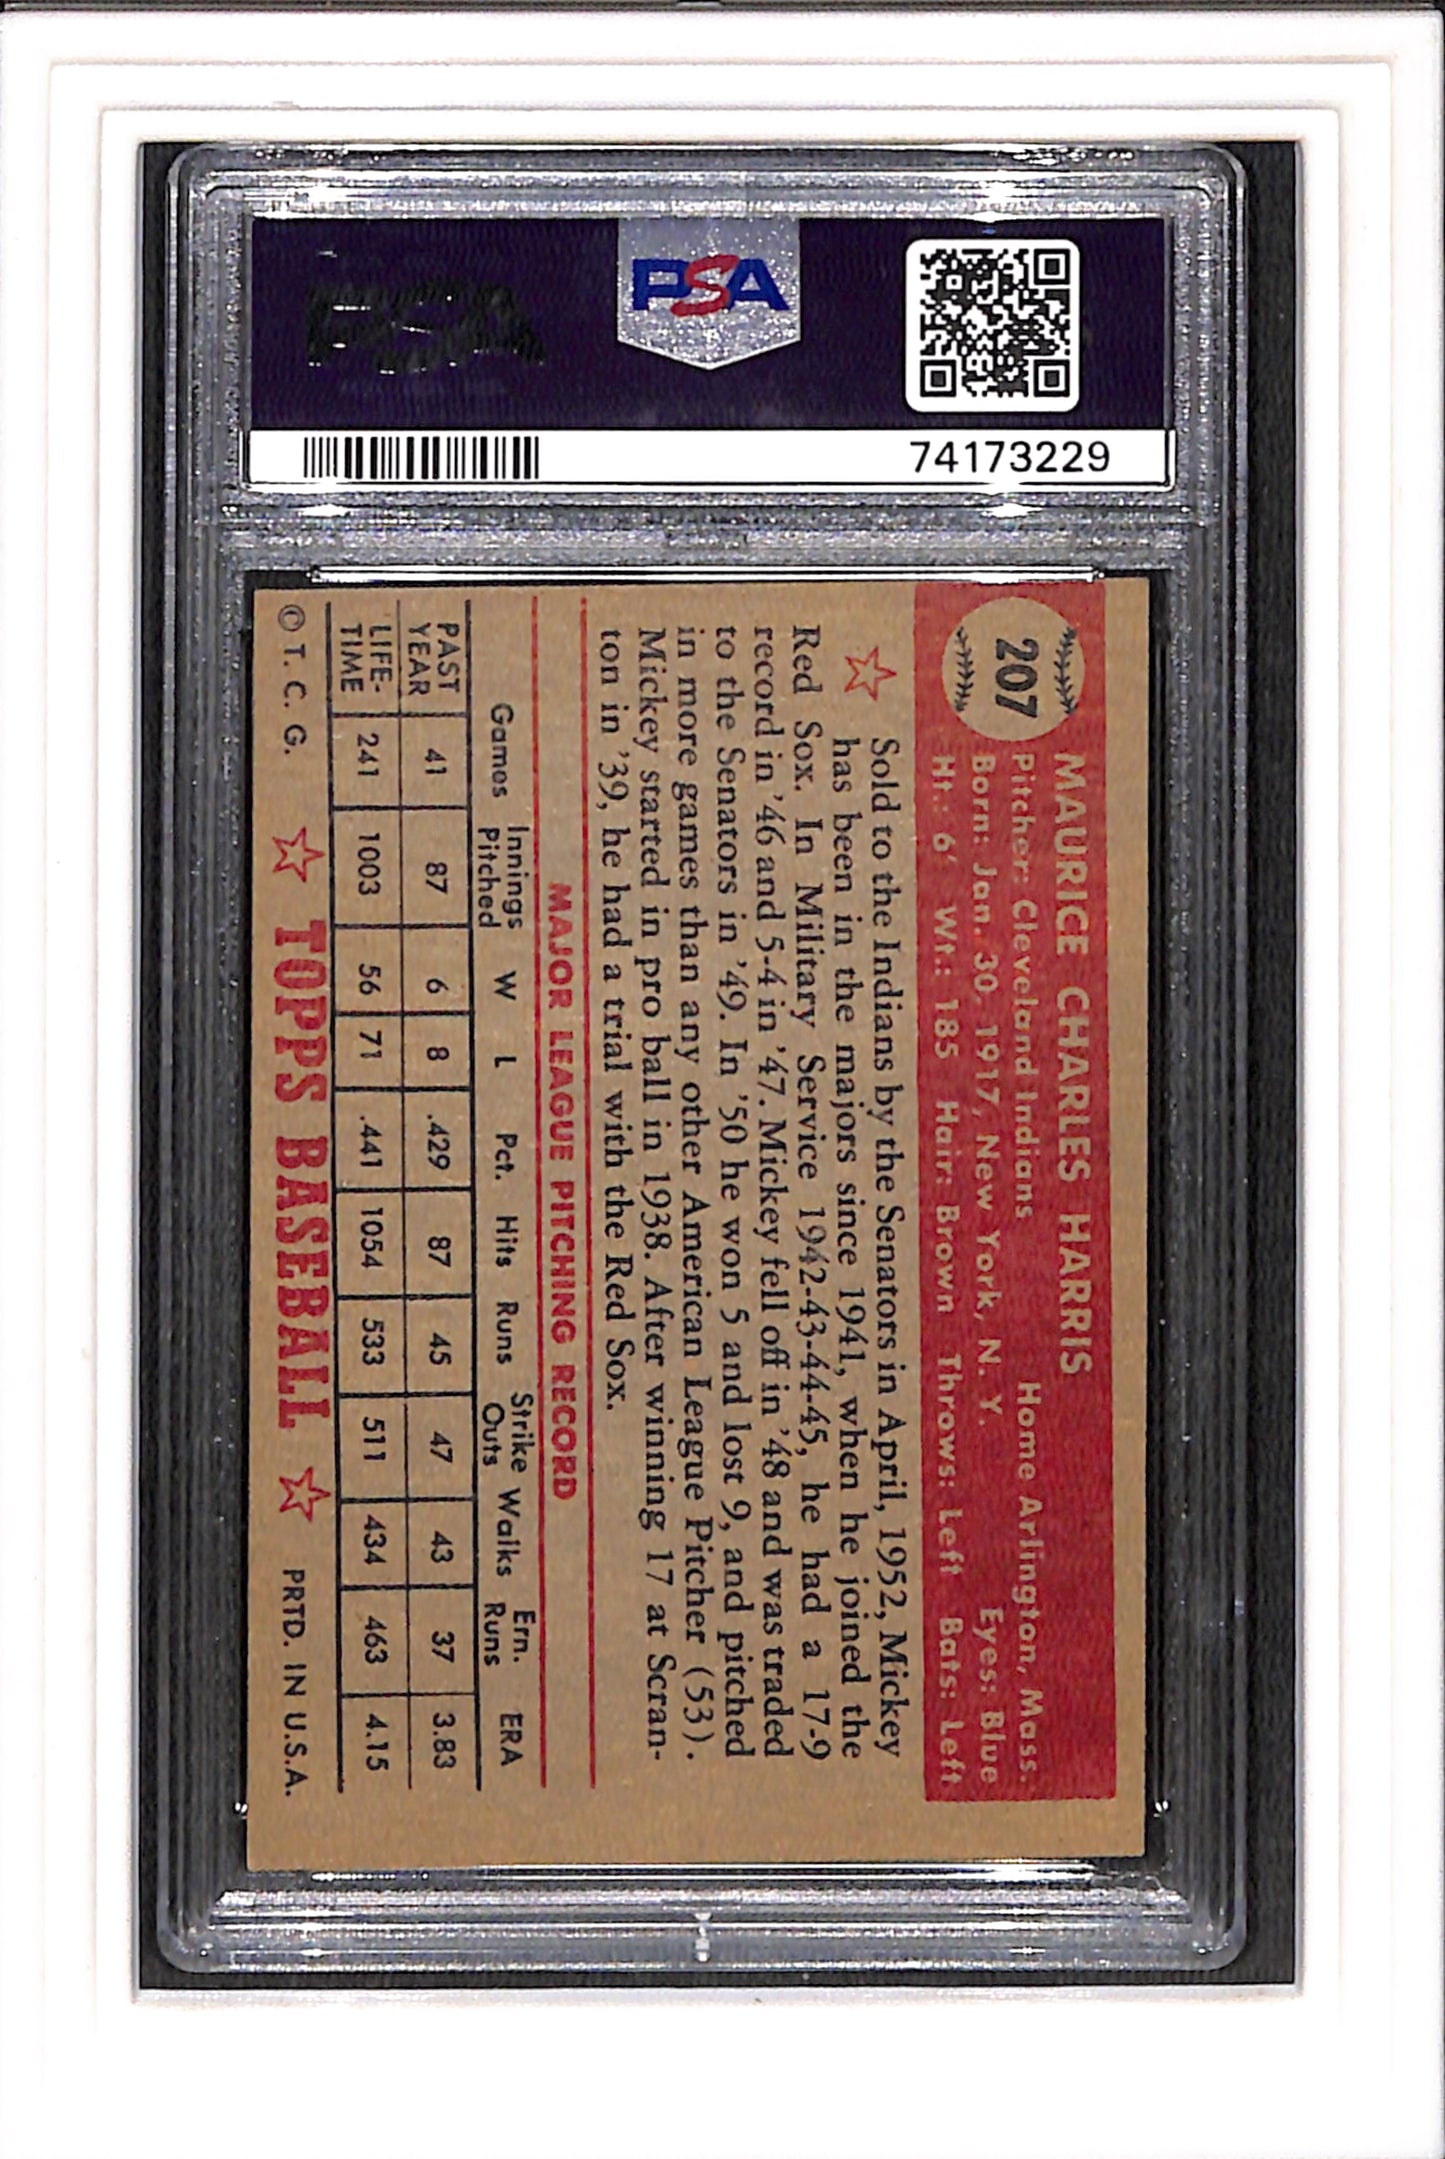 PSA
PSA
74173229
207
MAURICE CHARLES HARRIS
Pitcher: Cleveland Indians Home Arlington, Mass.
Born: Jan. 30, 1917, New York, N. Y. Eyes: Blue
Ht.: 6' Wt.: 185 Hair: Brown Throws: Left Bats: Left
Sold to the Indians by the Senators in April, 1952, Mickey
has been in the majors since 1941, when he joined the
Red Sox. In Military Service 1942-43-44-45, he had a 17-9
record in '46 and 5-4 in '47. Mickey fell off in '48 and was traded
to the Senators in '49. In '50 he won 5 and lost 9, and pitched
in more games than any other American League Pitcher (53).
Mickey started in pro ball in 1938. After winning 17 at Scran-
ton in '39, he had a trial with the Red Sox.
MAJOR LEAGUE PITCHING RECORD
Games Innings Pitched W L Pct. Hits Runs Strike Outs Walks Ern. Runs ERA
PAST YEAR 41 87 6 8 .429 87 45 47 43 37 3.83
LIFE-TIME 241 1003 56 71 .441 1054 533 511 434 463 4.15
© T. C. G. TOPPS BASEBALL PRTD. IN U.S.A.